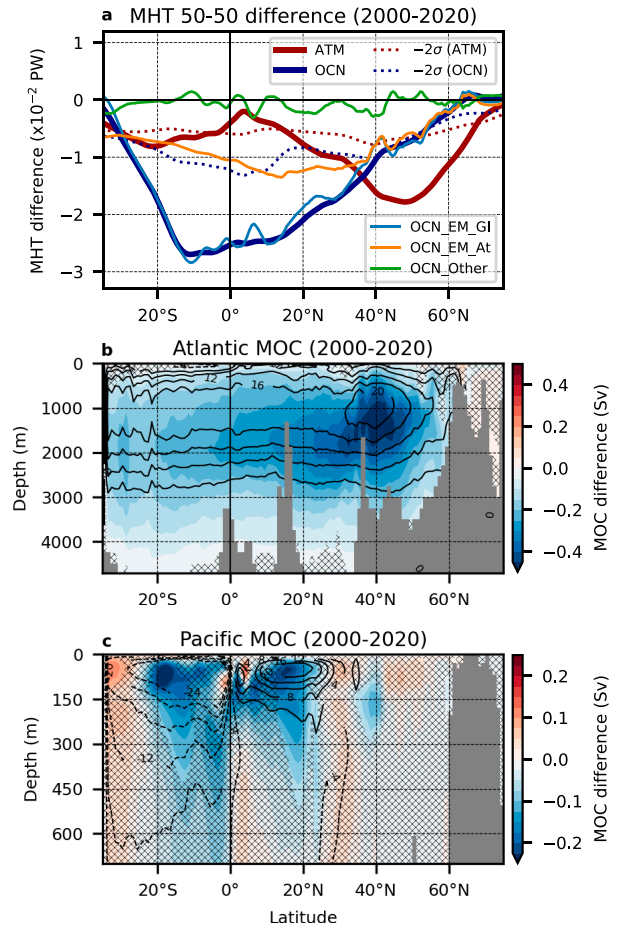 a MHT 50-50 difference (2000-2020)
MHT difference (x10⁻² PW)
1
0
−1
−2
−3
ATM
OCN
−2σ (ATM)
−2σ (OCN)
OCN_EM_Gl
OCN_EM_At
OCN_Other
20°S 0° 20°N 40°N 60°N
b Atlantic MOC (2000-2020)
Depth (m)
0
1000
2000
3000
4000
12
16
20
0
0
20°S 0° 20°N 40°N 60°N
MOC difference (Sv)
0.4
0.2
0.0
−0.2
−0.4
c Pacific MOC (2000-2020)
Depth (m)
0
150
300
450
600
-24
-12
4
8
12
4
20°S 0° 20°N 40°N 60°N
Latitude
MOC difference (Sv)
0.2
0.1
0.0
−0.1
−0.2